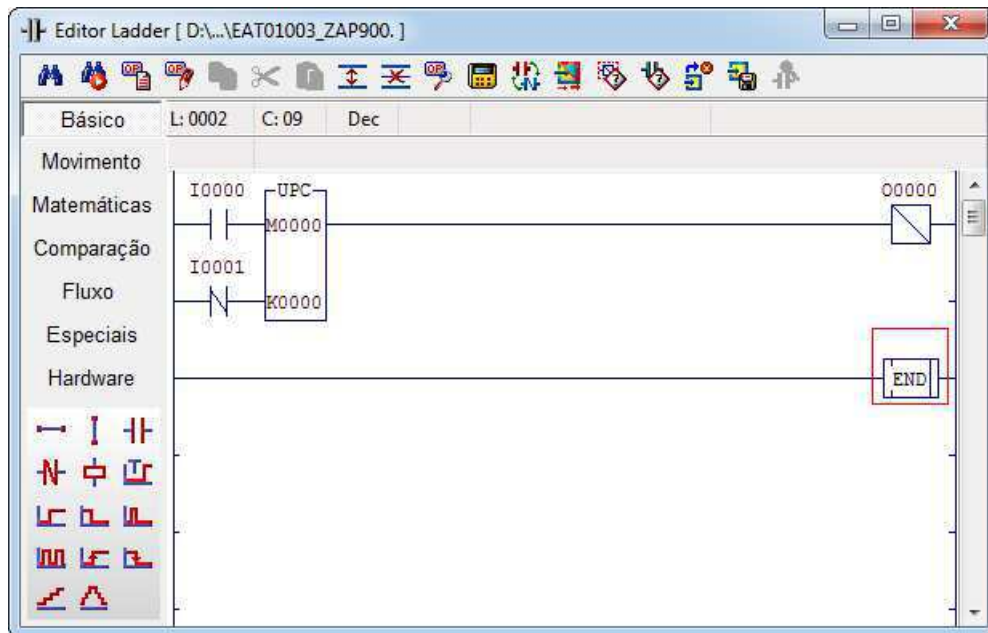 Editor Ladder [ D:\...\EAT01003_ZAP900. ]
Básico L: 0002 C: 09 Dec
Movimento
Matemáticas
Comparação
Fluxo
Especiais
Hardware
I0000 UPC O0000
M0000
I0001
K0000
END